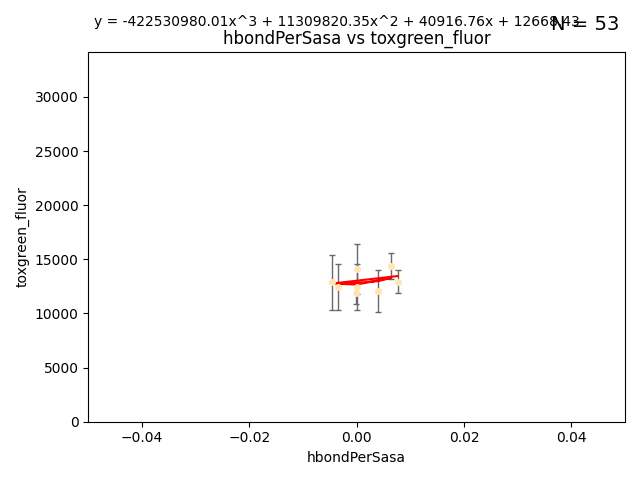 y = -422530980.01x^3 + 11309820.35x^2 + 40916.76x + 12668.43
N = 53
hbondPerSasa vs toxgreen_fluor
30000
25000
20000
15000
10000
5000
0
toxgreen_fluor
−0.04 −0.02 0.00 0.02 0.04
hbondPerSasa